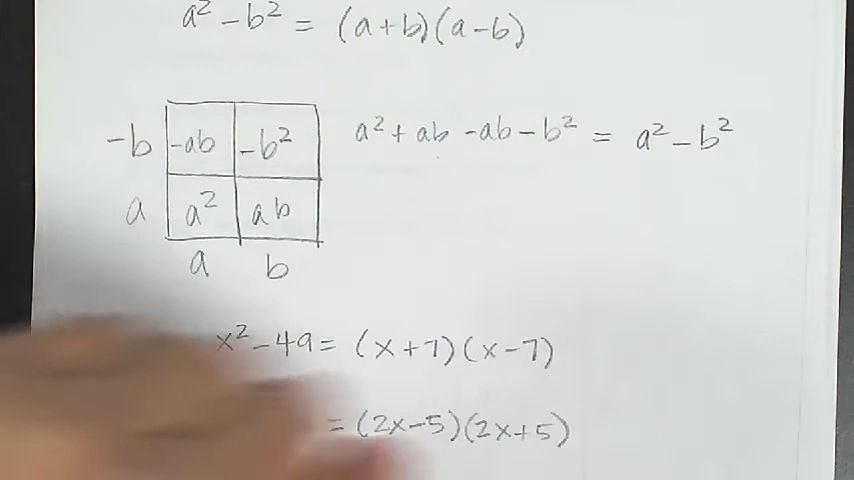 a² - b² = (a+b)(a-b)
-b -ab -b² a² + ab - ab - b² = a² - b²
a a² ab
a b
x² - 49 = (x+7)(x-7)
= (2x-5)(2x+5)